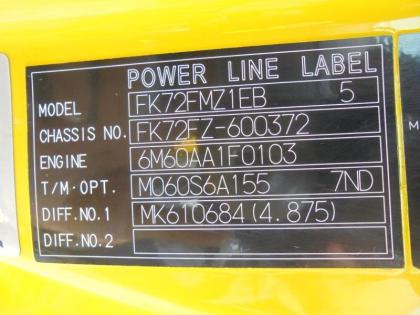 POWER LINE LABEL
MODEL FK72FMZ1EB 5
CHASSIS NO. FK72FZ-600372
ENGINE 6M60AA1F0103
T/M·OPT. M060S6A155 7ND
DIFF.NO.1 MK610684(4.875)
DIFF.NO.2
M